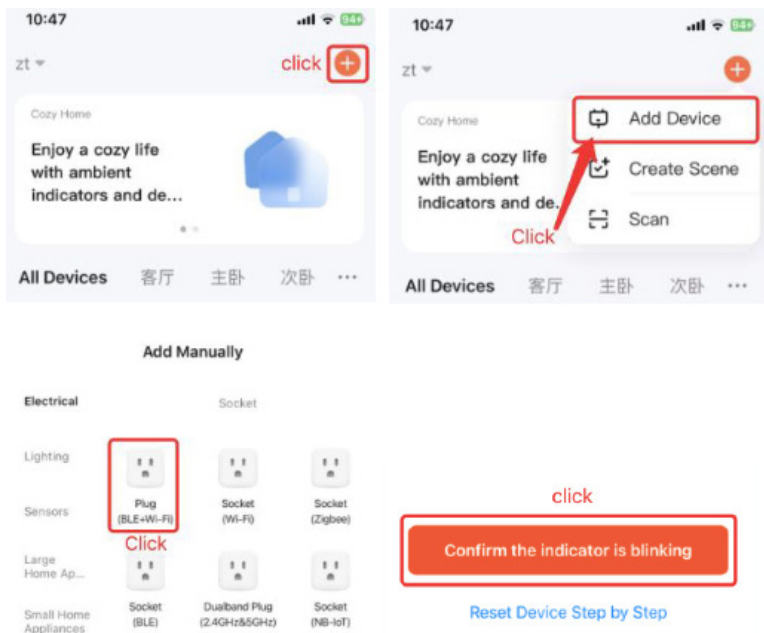 10:47
94+
zt
click
Cozy Home
Enjoy a cozy life
with ambient
indicators and de...
All Devices 客厅 主卧 次卧 ...
10:47
94+
zt
Cozy Home
Enjoy a cozy life
with ambient
indicators and de.
Add Device
Create Scene
Scan
Click
All Devices 客厅 主卧 次卧 ...
Add Manually
Electrical
Socket
Lighting
Sensors
Large
Home Ap...
Small Home
Appliances
Plug
(BLE+Wi-Fi)
Socket
(Wi-Fi)
Socket
(Zigbee)
Click
Socket
(BLE)
Dualband Plug
(2.4GHz&5GHz)
Socket
(NB-IoT)
click
Confirm the indicator is blinking
Reset Device Step by Step